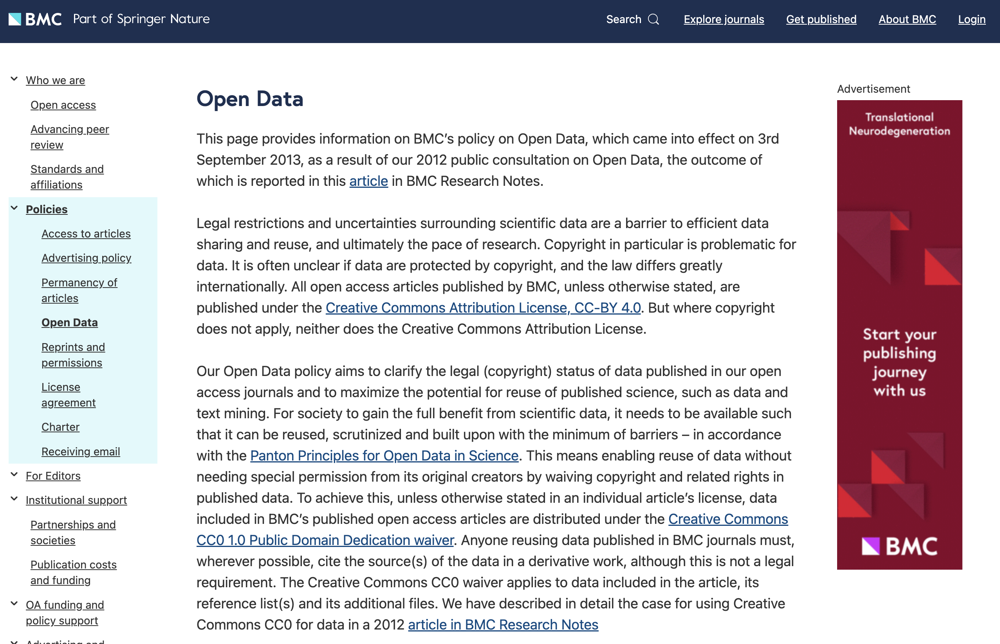 BMC Part of Springer Nature
Search
Explore journals
Get published
About BMC
Login
Who we are
Open access
Advancing peer
review
Standards and
affiliations
Policies
Access to articles
Advertising policy
Permanency of
articles
Open Data
Reprints and
permissions
License
agreement
Charter
Receiving email
For Editors
Institutional support
Partnerships and
societies
Publication costs
and funding
OA funding and
policy support
Advertising and
Open Data
This page provides information on BMC’s policy on Open Data, which came into effect on 3rd
September 2013, as a result of our 2012 public consultation on Open Data, the outcome of
which is reported in this article in BMC Research Notes.
Legal restrictions and uncertainties surrounding scientific data are a barrier to efficient data
sharing and reuse, and ultimately the pace of research. Copyright in particular is problematic for
data. It is often unclear if data are protected by copyright, and the law differs greatly
internationally. All open access articles published by BMC, unless otherwise stated, are
published under the Creative Commons Attribution License, CC-BY 4.0. But where copyright
does not apply, neither does the Creative Commons Attribution License.
Our Open Data policy aims to clarify the legal (copyright) status of data published in our open
access journals and to maximize the potential for reuse of published science, such as data and
text mining. For society to gain the full benefit from scientific data, it needs to be available such
that it can be reused, scrutinized and built upon with the minimum of barriers – in accordance
with the Panton Principles for Open Data in Science. This means enabling reuse of data without
needing special permission from its original creators by waiving copyright and related rights in
published data. To achieve this, unless otherwise stated in an individual article’s license, data
included in BMC’s published open access articles are distributed under the Creative Commons
CC0 1.0 Public Domain Dedication waiver. Anyone reusing data published in BMC journals must,
wherever possible, cite the source(s) of the data in a derivative work, although this is not a legal
requirement. The Creative Commons CC0 waiver applies to data included in the article, its
reference list(s) and its additional files. We have described in detail the case for using Creative
Commons CC0 for data in a 2012 article in BMC Research Notes
Advertisement
Translational
Neurodegeneration
Start your
publishing
journey
with us
BMC